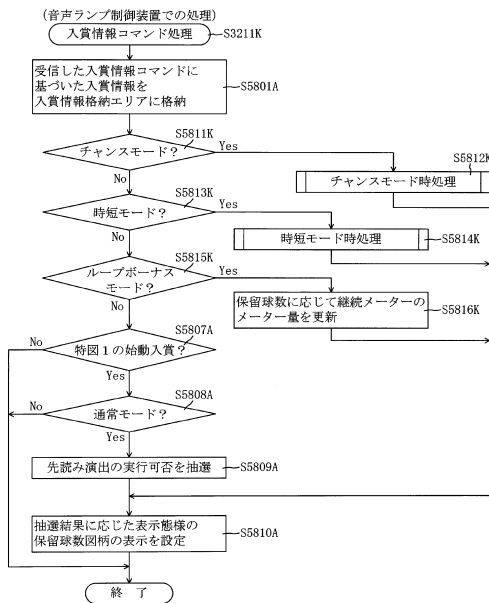 (音声ランプ制御装置での処理)
入賞情報コマンド処理
S3211K
受信した入賞情報コマンドに
基づいた入賞情報を
入賞情報格納エリアに格納
S5801A
チャンスモード？
S5811K
Yes
No
チャンスモード時処理
S5812K
時短モード？
S5813K
Yes
No
時短モード時処理
S5814K
ループボーナス
モード？
S5815K
Yes
No
保留球数に応じて継続メーターの
メーター量を更新
S5816K
特図１の始動入賞？
S5807A
No
Yes
通常モード？
S5808A
No
Yes
先読み演出の実行可否を抽選
S5809A
抽選結果に応じた表示態様の
保留球数図柄の表示を設定
S5810A
終 了